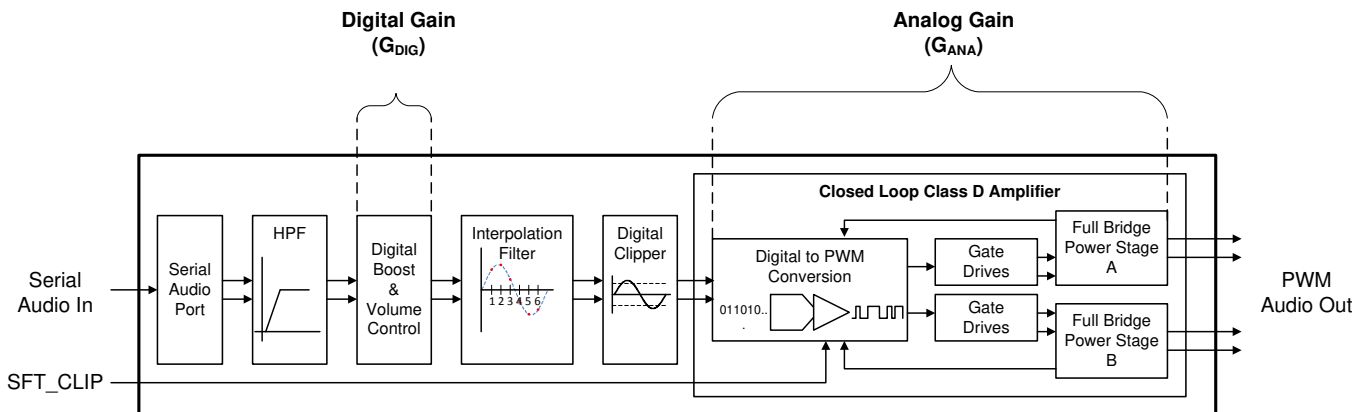 Digital Gain
(GDIG)
Analog Gain
(GANA)
Closed Loop Class D Amplifier
Serial
Audio In
Serial
Audio
Port
HPF
Digital
Boost
&
Volume
Control
Interpolation
Filter
1 2 3 4 5 6
Digital
Clipper
Digital to PWM
Conversion
011010..
.
Gate
Drives
Gate
Drives
Full Bridge
Power Stage
A
Full Bridge
Power Stage
B
PWM
Audio Out
SFT_CLIP